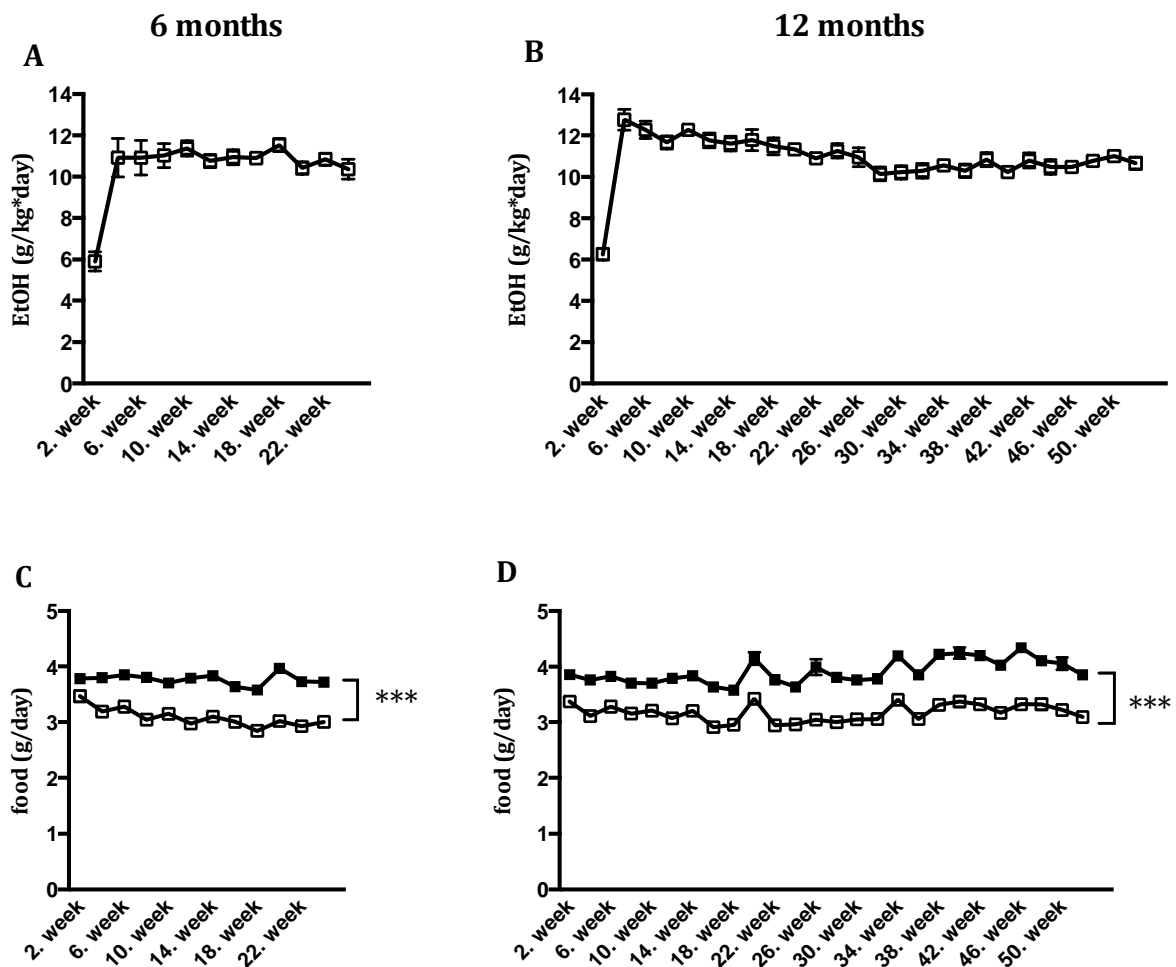 6 months
12 months
A
B
EtOH (g/kg*day)
14
12
10
8
6
4
2
0
2. week
6. week
10. week
14. week
18. week
22. week
EtOH (g/kg*day)
14
12
10
8
6
4
2
0
2. week
6. week
10. week
14. week
18. week
22. week
26. week
30. week
34. week
38. week
42. week
46. week
50. week
C
D
food (g/day)
5
4
3
2
1
0
***
2. week
6. week
10. week
14. week
18. week
22. week
food (g/day)
5
4
3
2
1
0
***
2. week
6. week
10. week
14. week
18. week
22. week
26. week
30. week
34. week
38. week
42. week
46. week
50. week